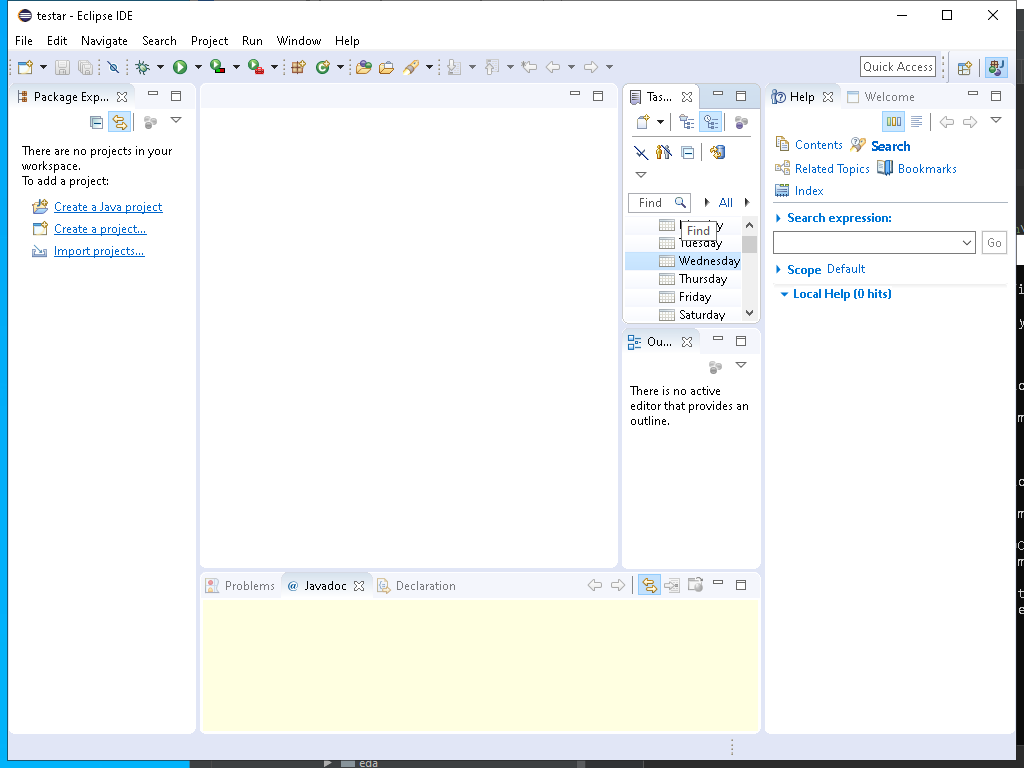 testar - Eclipse IDE
File Edit Navigate Search Project Run Window Help
Quick Access
Package Exp...
There are no projects in your
workspace.
To add a project:
Create a Java project
Create a project...
Import projects...
Tas...
Find
All
Find
Tuesday
Wednesday
Thursday
Friday
Saturday
Ou...
There is no active
editor that provides an
outline.
Problems @ Javadoc Declaration
Help Welcome
Contents Search
Related Topics Bookmarks
Index
Search expression:
Go
Scope Default
Local Help (0 hits)
eda